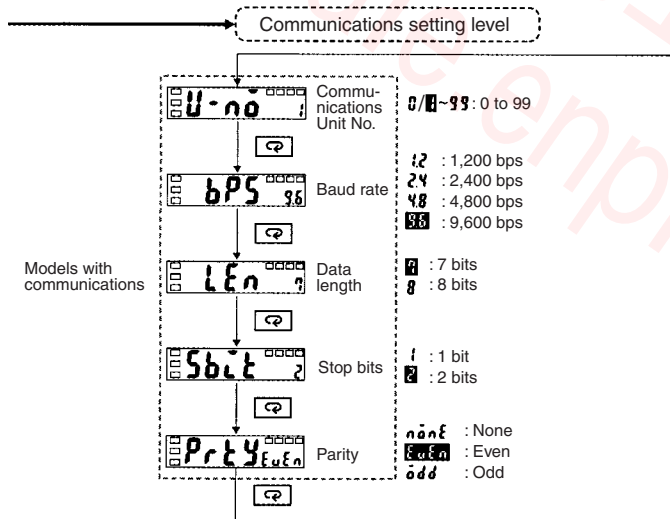 Communications setting level
U-no 1
Commu-
nications
Unit No.
0/1~99: 0 to 99
bPS 9.6
Baud rate
1.2 : 1,200 bps
2.4 : 2,400 bps
4.8 : 4,800 bps
9.6 : 9,600 bps
Models with
communications
LEn 7
Data
length
7 : 7 bits
8 : 8 bits
Sbit 2
Stop bits
1 : 1 bit
2 : 2 bits
PrtY EuEn
Parity
nonE : None
EuEn : Even
odd : Odd